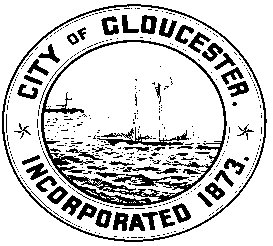 CITY OF GLOUCESTER.
INCORPORATED 1873.